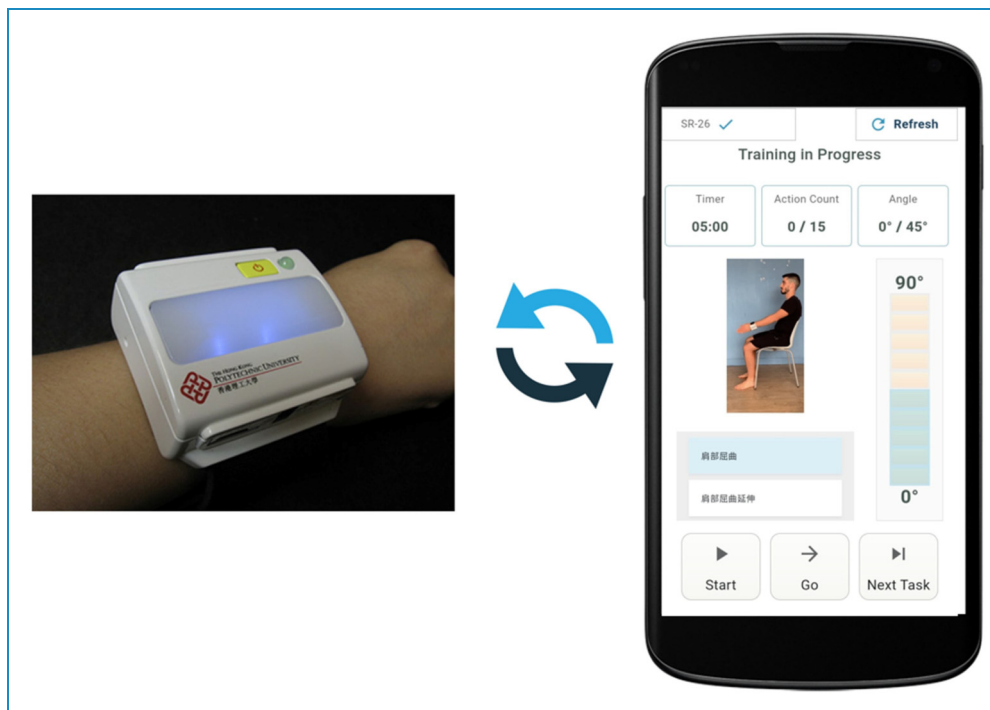 THE HONG KONG
POLYTECHNIC UNIVERSITY
香港理工大學
SR-26
Refresh
Training in Progress
Timer
Action Count
Angle
05:00
0 / 15
0° / 45°
90°
肩部屈曲
肩部屈曲延伸
0°
Start
Go
Next Task